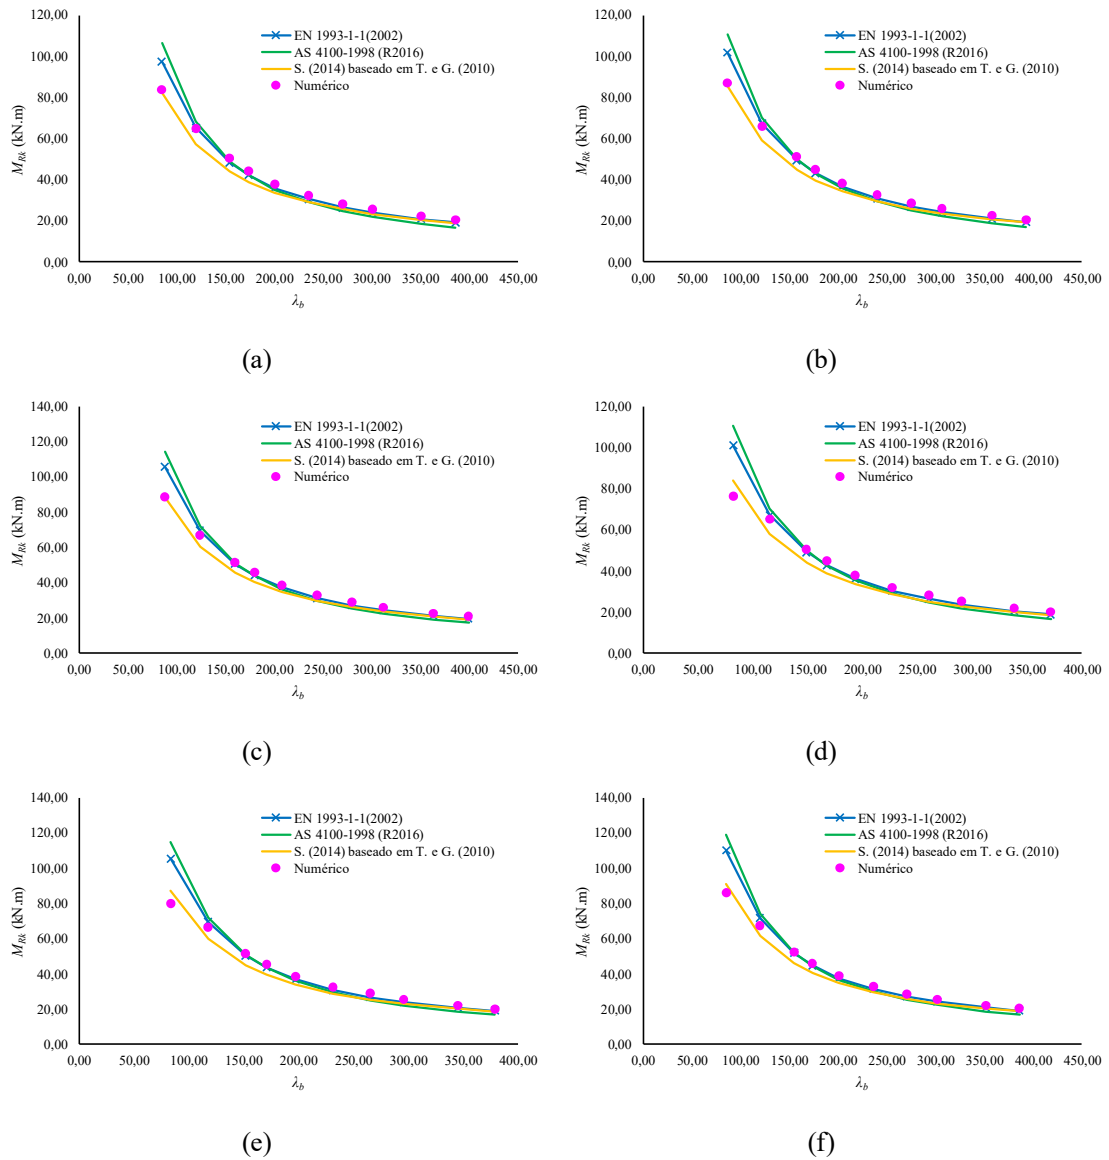 120,00
100,00
80,00
60,00
40,00
20,00
0,00
M_Rk (kN.m)
EN 1993-1-1(2002)
AS 4100-1998 (R2016)
S. (2014) baseado em T. e G. (2010)
Numérico
0,00 50,00 100,00 150,00 200,00 250,00 300,00 350,00 400,00 450,00
λ_b
(a)
120,00
100,00
80,00
60,00
40,00
20,00
0,00
M_Rk (kN.m)
EN 1993-1-1(2002)
AS 4100-1998 (R2016)
S. (2014) baseado em T. e G. (2010)
Numérico
0,00 50,00 100,00 150,00 200,00 250,00 300,00 350,00 400,00 450,00
λ_b
(b)
140,00
120,00
100,00
80,00
60,00
40,00
20,00
0,00
M_Rk (kN.m)
EN 1993-1-1(2002)
AS 4100-1998 (R2016)
S. (2014) baseado em T. e G. (2010)
Numérico
0,00 50,00 100,00 150,00 200,00 250,00 300,00 350,00 400,00 450,00
λ_b
(c)
120,00
100,00
80,00
60,00
40,00
20,00
0,00
M_Rk (kN.m)
EN 1993-1-1(2002)
AS 4100-1998 (R2016)
S. (2014) baseado em T. e G. (2010)
Numérico
0,00 50,00 100,00 150,00 200,00 250,00 300,00 350,00 400,00
λ_b
(d)
140,00
120,00
100,00
80,00
60,00
40,00
20,00
0,00
M_Rk (kN.m)
EN 1993-1-1(2002)
AS 4100-1998 (R2016)
S. (2014) baseado em T. e G. (2010)
Numérico
0,00 50,00 100,00 150,00 200,00 250,00 300,00 350,00 400,00
λ_b
(e)
140,00
120,00
100,00
80,00
60,00
40,00
20,00
0,00
M_Rk (kN.m)
EN 1993-1-1(2002)
AS 4100-1998 (R2016)
S. (2014) baseado em T. e G. (2010)
Numérico
0,00 50,00 100,00 150,00 200,00 250,00 300,00 350,00 400,00 450,00
λ_b
(f)